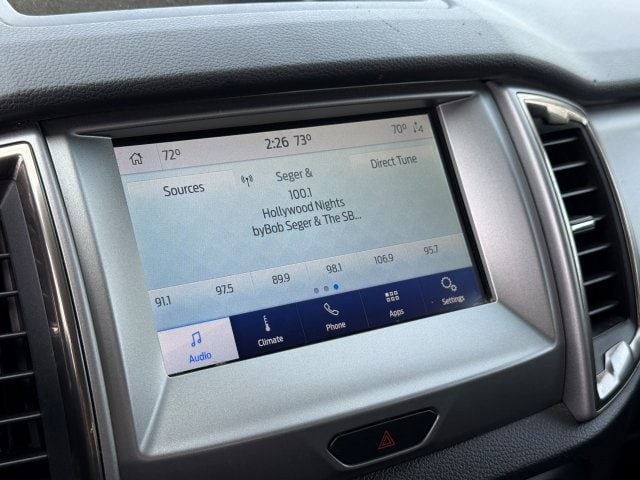 72° 2:26 73° 70°
Sources Seger & Direct Tune
100.1
Hollywood Nights
byBob Seger & The SB...
91.1 97.5 89.9 98.1 106.9 95.7
Audio Climate Phone Apps Settings